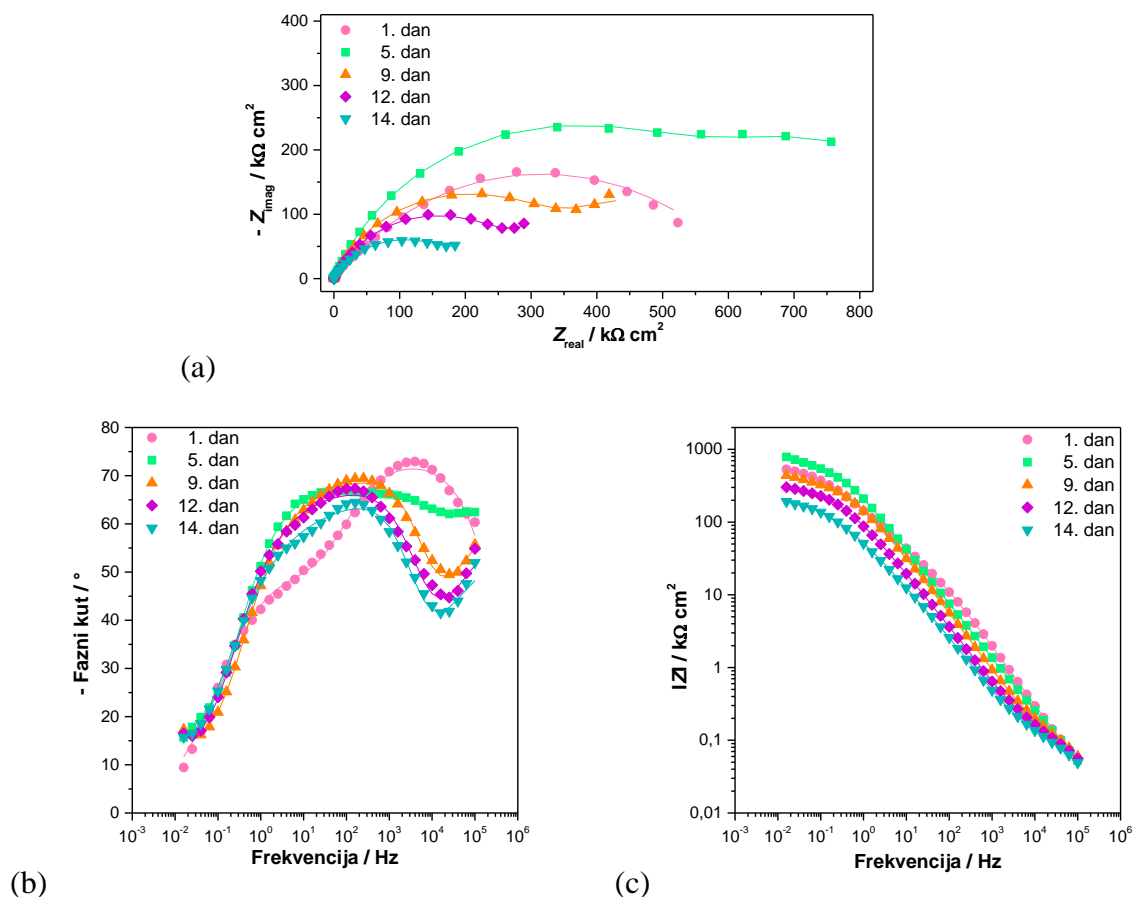 400
300
200
100
0
- Z_imag / kΩ cm²
1. dan
5. dan
9. dan
12. dan
14. dan
0 100 200 300 400 500 600 700 800
Z_real / kΩ cm²
(a)
80
70
60
50
40
30
20
10
0
- Fazni kut / °
1. dan
5. dan
9. dan
12. dan
14. dan
10⁻³ 10⁻² 10⁻¹ 10⁰ 10¹ 10² 10³ 10⁴ 10⁵ 10⁶
Frekvencija / Hz
(b)
1000
100
10
1
0,1
0,01
|Z| / kΩ cm²
1. dan
5. dan
9. dan
12. dan
14. dan
10⁻³ 10⁻² 10⁻¹ 10⁰ 10¹ 10² 10³ 10⁴ 10⁵ 10⁶
Frekvencija / Hz
(c)